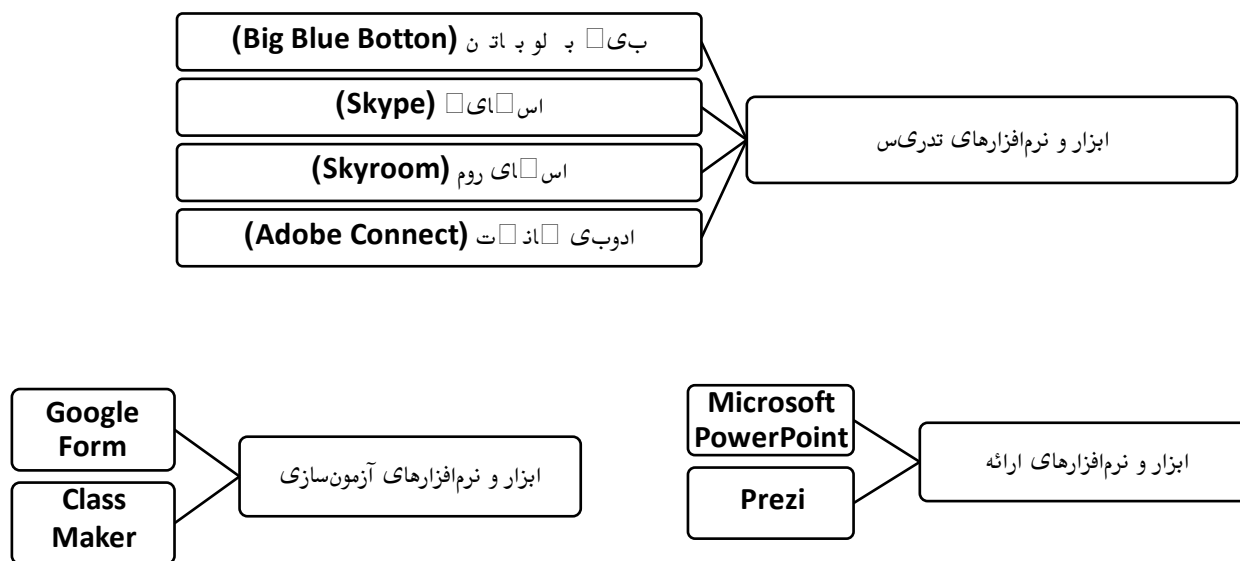 ابزار و نرم‌افزارهای تدریس
(Big Blue Botton)
(Skype)
روم (Skyroom)
ادوبی (Adobe Connect)
ابزار و نرم‌افزارهای ارائه
Microsoft
PowerPoint
Prezi
ابزار و نرم‌افزارهای آزمون‌سازی
Google
Form
Class
Maker